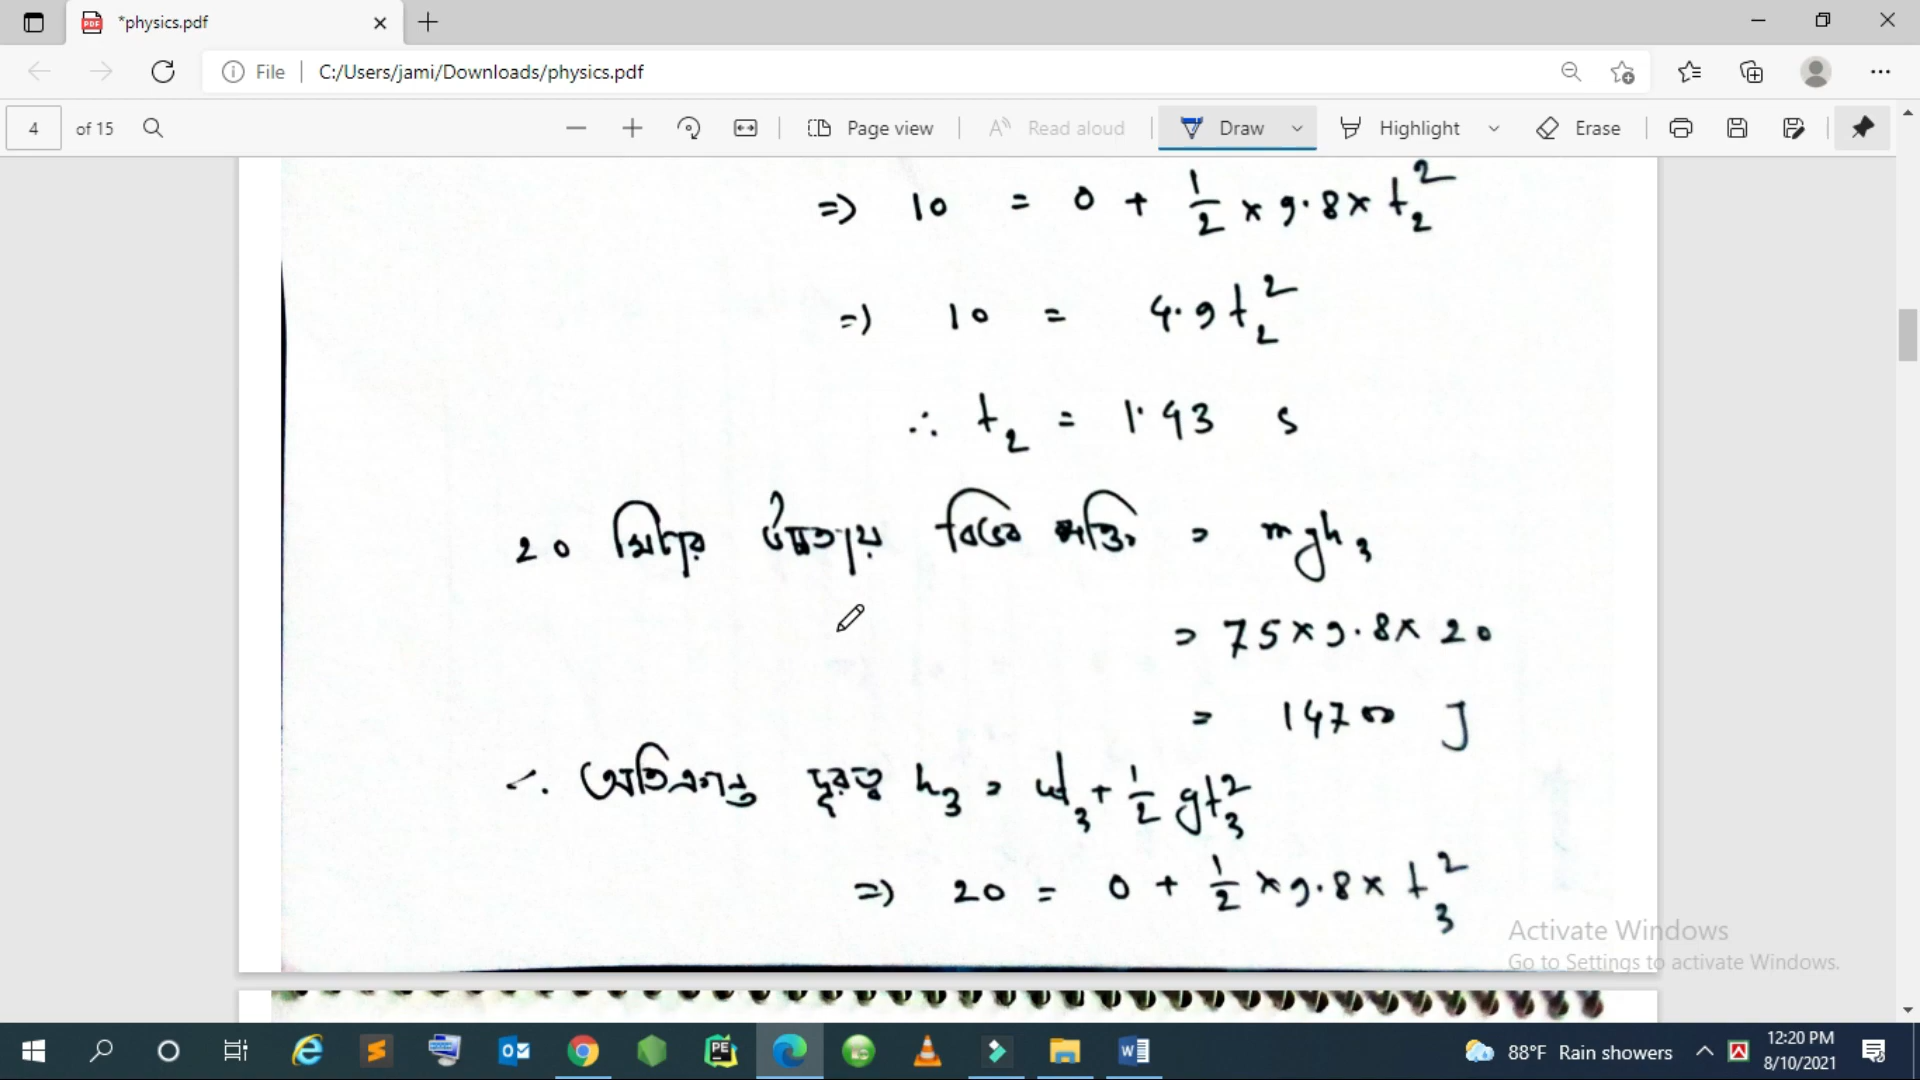 *physics.pdf
File C:/Users/jami/Downloads/physics.pdf
4 of 15 Page view Read aloud Draw Highlight Erase
=) 10 = 0 + 1/2 × 9.8 × t₂²
=) 10 = 4.9 t₂²
∴ t₂ = 1.43 s
20 মিটার উচ্চতায় বিভব শক্তি = mgh₃
= 75 × 9.8 × 20
= 14700 J
∴ অতিক্রান্ত দূরত্ব h₃ = ut₃ + 1/2 gt₃²
=) 20 = 0 + 1/2 × 9.8 × t₃²
Activate Windows
Go to Settings to activate Windows.
88°F Rain showers
12:20 PM
8/10/2021